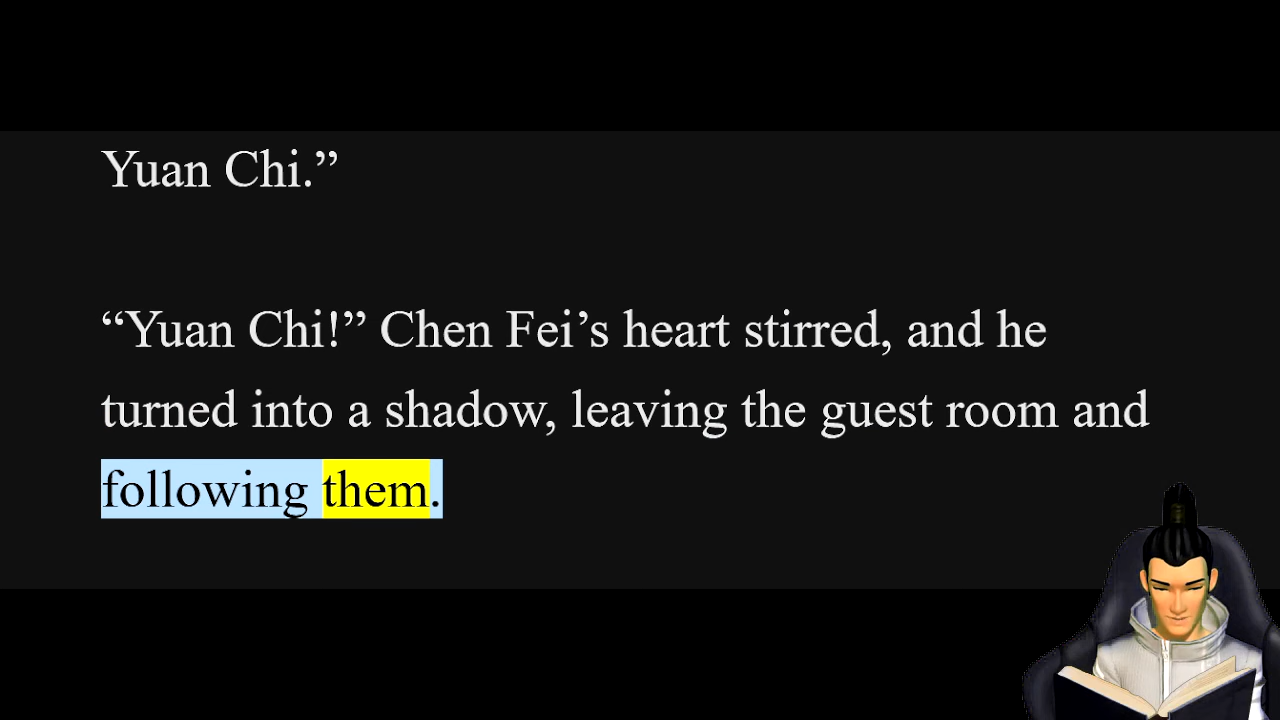 Yuan Chi.”
“Yuan Chi!” Chen Fei’s heart stirred, and he
turned into a shadow, leaving the guest room and
following them.